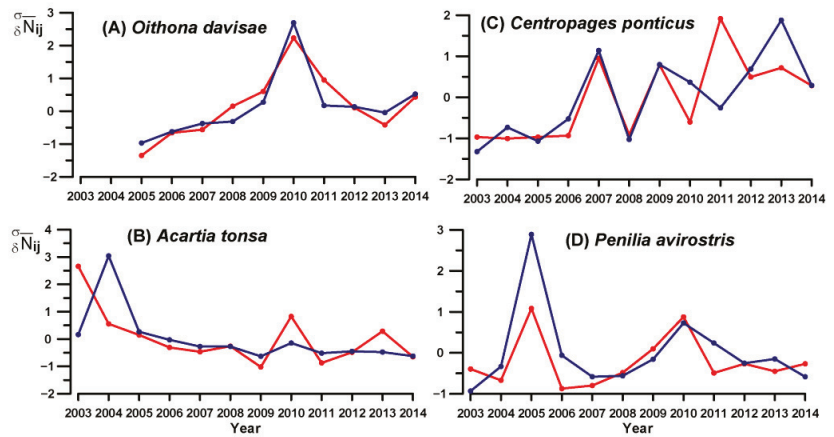 σ
δ N̅ij
(A) Oithona davisae
3
2
1
0
−1
−2
2003 2004 2005 2006 2007 2008 2009 2010 2011 2012 2013 2014
(C) Centropages ponticus
2
1
0
−1
−2
2003 2004 2005 2006 2007 2008 2009 2010 2011 2012 2013 2014
σ
δ N̅ij
(B) Acartia tonsa
4
3
2
1
0
−1
−2
2003 2004 2005 2006 2007 2008 2009 2010 2011 2012 2013 2014
Year
(D) Penilia avirostris
3
2
1
0
−1
2003 2004 2005 2006 2007 2008 2009 2010 2011 2012 2013 2014
Year